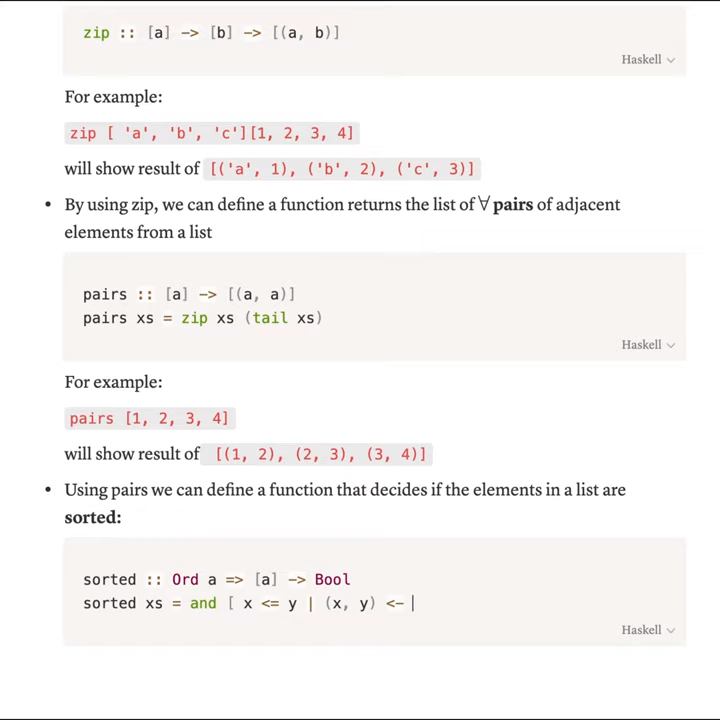 zip :: [a] -> [b] -> [(a, b)]
Haskell
For example:
zip [ 'a', 'b', 'c'][1, 2, 3, 4]
will show result of [('a', 1), ('b', 2), ('c', 3)]
• By using zip, we can define a function returns the list of ∀ pairs of adjacent
elements from a list
pairs :: [a] -> [(a, a)]
pairs xs = zip xs (tail xs)
Haskell
For example:
pairs [1, 2, 3, 4]
will show result of [(1, 2), (2, 3), (3, 4)]
• Using pairs we can define a function that decides if the elements in a list are
sorted:
sorted :: Ord a => [a] -> Bool
sorted xs = and [ x <= y | (x, y) <-
Haskell